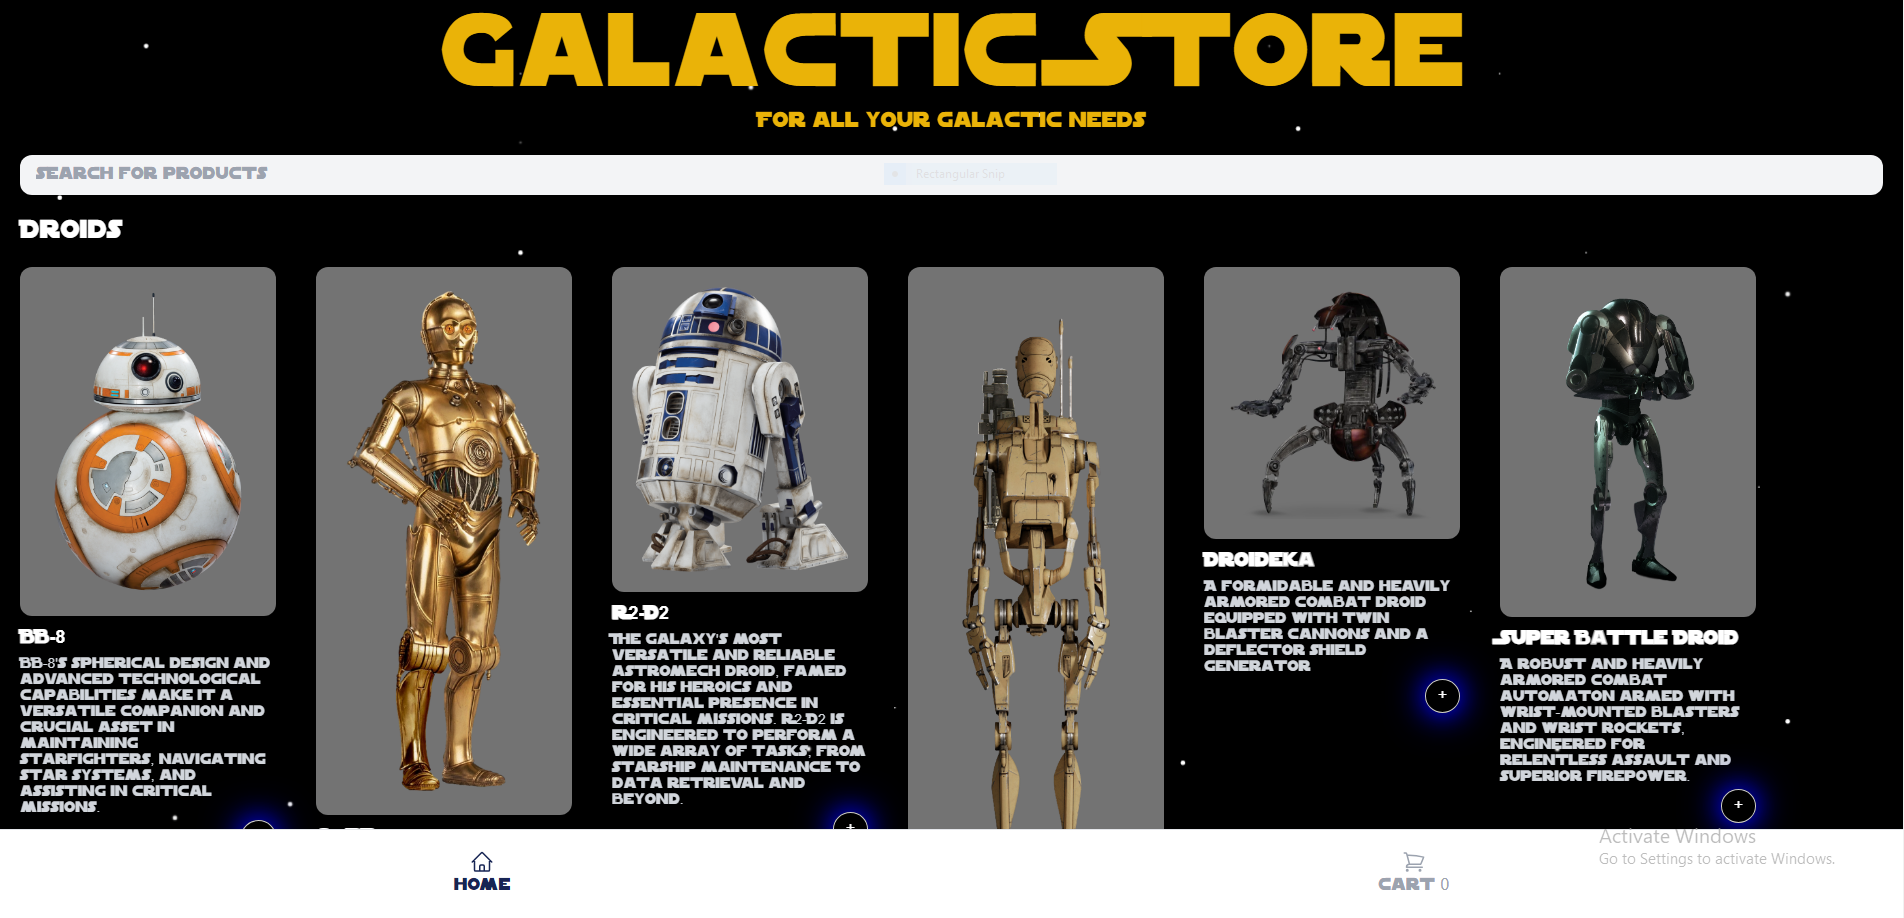 GALACTIC STORE
FOR ALL YOUR GALACTIC NEEDS
SEARCH FOR PRODUCTS
Rectangular Snip
DROIDS
BB-8
BB-8'S SPHERICAL DESIGN AND
ADVANCED TECHNOLOGICAL
CAPABILITIES MAKE IT A
VERSATILE COMPANION AND
CRUCIAL ASSET IN
MAINTAINING
STARFIGHTERS, NAVIGATING
STAR SYSTEMS, AND
ASSISTING IN CRITICAL
MISSIONS.
R2-D2
THE GALAXY'S MOST
VERSATILE AND RELIABLE
ASTROMECH DROID, FAMED
FOR HIS HEROICS AND
ESSENTIAL PRESENCE IN
CRITICAL MISSIONS. R2-D2 IS
ENGINEERED TO PERFORM A
WIDE ARRAY OF TASKS, FROM
STARSHIP MAINTENANCE TO
DATA RETRIEVAL AND
BEYOND.
+
DROIDEKA
A FORMIDABLE AND HEAVILY
ARMORED COMBAT DROID
EQUIPPED WITH TWIN
BLASTER CANNONS AND A
DEFLECTOR SHIELD
GENERATOR
+
SUPER BATTLE DROID
A ROBUST AND HEAVILY
ARMORED COMBAT
AUTOMATON ARMED WITH
WRIST-MOUNTED BLASTERS
AND WRIST ROCKETS,
ENGINEERED FOR
RELENTLESS ASSAULT AND
SUPERIOR FIREPOWER.
+
HOME
CART 0
Activate Windows
Go to Settings to activate Windows.